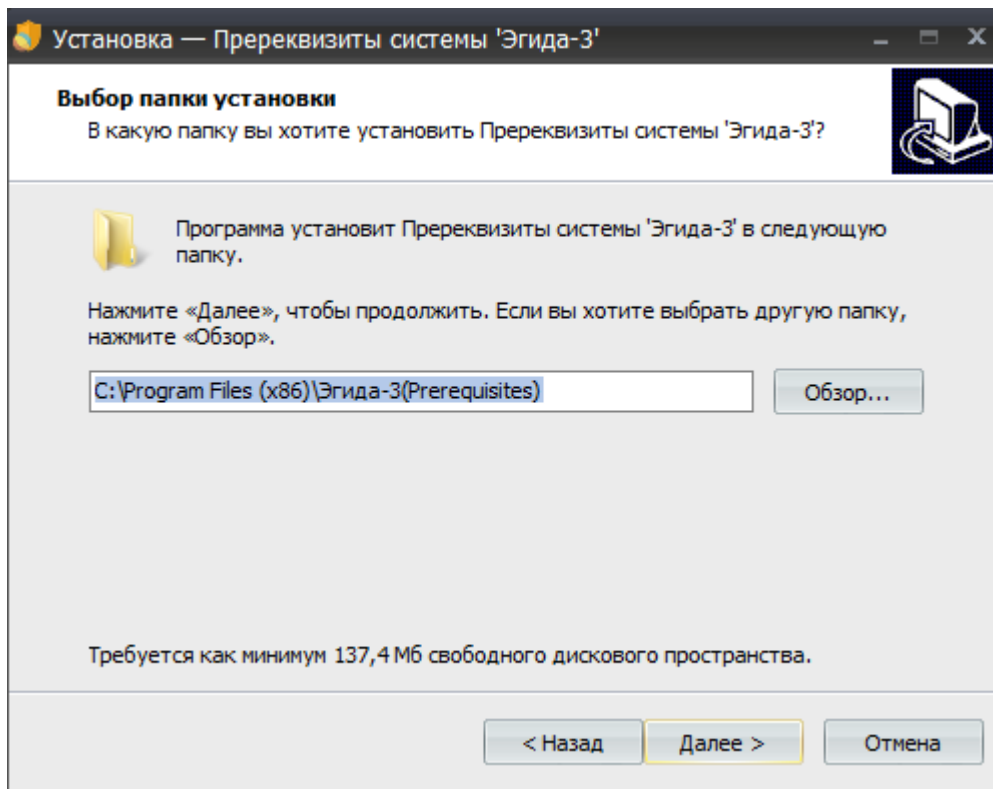 Установка — Пререквизиты системы 'Эгида-3'
Выбор папки установки
В какую папку вы хотите установить Пререквизиты системы 'Эгида-3'?
Программа установит Пререквизиты системы 'Эгида-3' в следующую
папку.
Нажмите «Далее», чтобы продолжить. Если вы хотите выбрать другую папку,
нажмите «Обзор».
C:\Program Files (x86)\Эгида-3(Prerequisites)
Обзор...
Требуется как минимум 137,4 Мб свободного дискового пространства.
< Назад
Далее >
Отмена